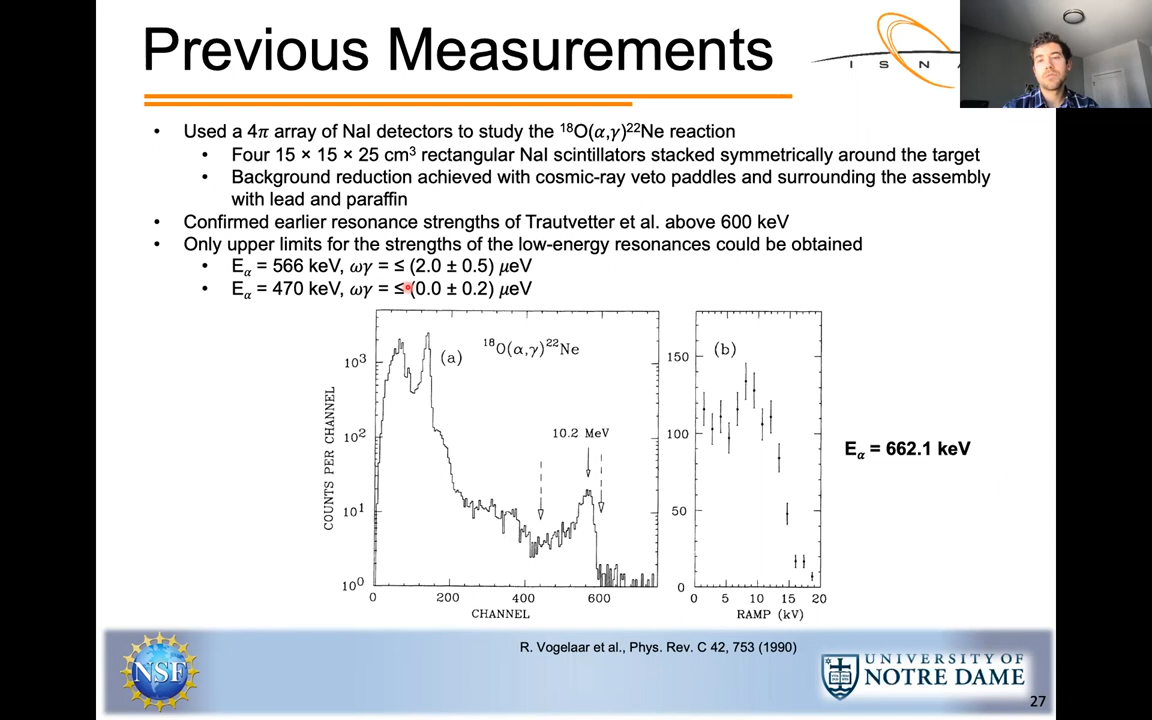 Previous Measurements
I S N
• Used a 4𝜋 array of NaI detectors to study the ¹⁸O(𝛼,𝛾)²²Ne reaction
• Four 15 × 15 × 25 cm³ rectangular NaI scintillators stacked symmetrically around the target
• Background reduction achieved with cosmic-ray veto paddles and surrounding the assembly
with lead and paraffin
• Confirmed earlier resonance strengths of Trautvetter et al. above 600 keV
• Only upper limits for the strengths of the low-energy resonances could be obtained
• E𝛼 = 566 keV, 𝜔𝛾 = ≤ (2.0 ± 0.5) 𝜇eV
• E𝛼 = 470 keV, 𝜔𝛾 = ≤ (0.0 ± 0.2) 𝜇eV
(a) ¹⁸O(α,γ)²²Ne
10.2 MeV
COUNTS PER CHANNEL
10³
10²
10¹
10⁰
0 200 400 600
CHANNEL
(b)
150
100
50
0
0 5 10 15 20
RAMP (kV)
E𝛼 = 662.1 keV
R. Vogelaar et al., Phys. Rev. C 42, 753 (1990)
NSF
UNIVERSITY OF
NOTRE DAME
27